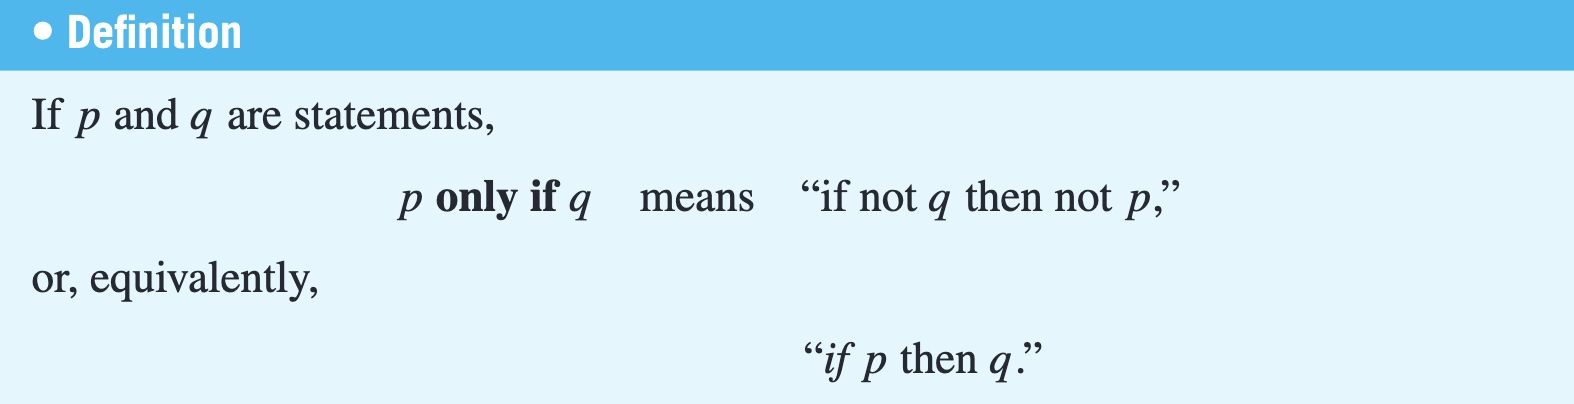 • Definition
If p and q are statements,
p only if q means “if not q then not p,”
or, equivalently,
“if p then q.”